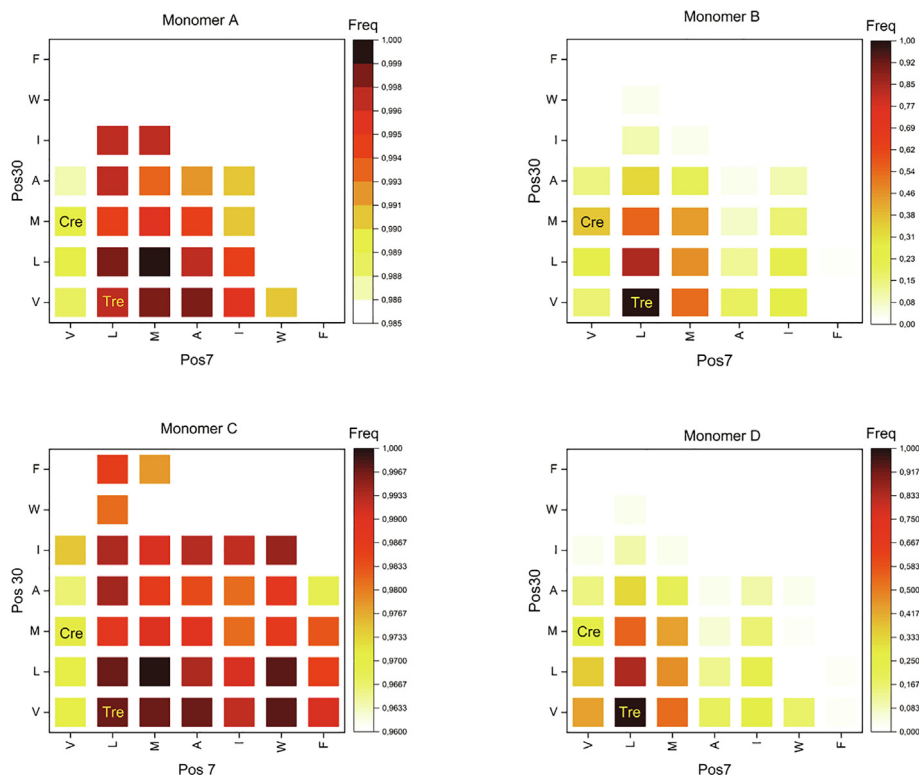 Monomer A
Freq
1,000
0,999
0,998
0,996
0,995
0,994
0,993
0,991
0,990
0,989
0,988
0,986
0,985
F
W
I
A
M
L
V
Pos30
Cre
Tre
V
L
M
A
I
W
F
Pos7
Monomer B
Freq
1,00
0,92
0,83
0,77
0,69
0,61
0,54
0,46
0,38
0,31
0,23
0,15
0,08
0,00
F
W
I
A
M
L
V
Pos30
Cre
Tre
V
L
M
A
I
F
Pos7
Monomer C
Freq
1,000
0,9967
0,9933
0,9900
0,9867
0,9833
0,9800
0,9767
0,9733
0,9700
0,9667
0,9633
0,9600
F
W
I
A
M
L
V
Pos 30
Cre
Tre
V
L
M
A
I
W
F
Pos 7
Monomer D
Freq
1,000
0,933
0,833
0,750
0,667
0,583
0,500
0,417
0,333
0,250
0,167
0,083
0,000
F
W
I
A
M
L
V
Pos30
Cre
Tre
V
L
M
A
I
W
F
Pos7